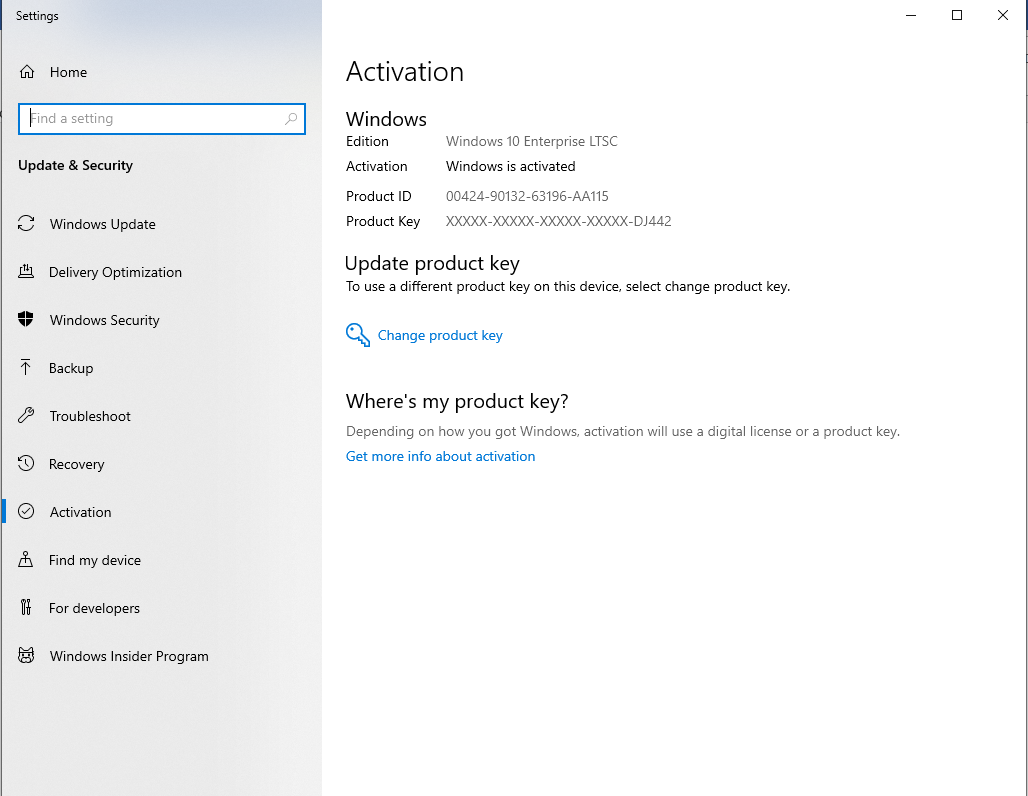 Settings
Home
Find a setting
Update & Security
Windows Update
Delivery Optimization
Windows Security
Backup
Troubleshoot
Recovery
Activation
Find my device
For developers
Windows Insider Program
Activation
Windows
Edition Windows 10 Enterprise LTSC
Activation Windows is activated
Product ID 00424-90132-63196-AA115
Product Key XXXXX-XXXXX-XXXXX-XXXXX-DJ442
Update product key
To use a different product key on this device, select change product key.
Change product key
Where's my product key?
Depending on how you got Windows, activation will use a digital license or a product key.
Get more info about activation